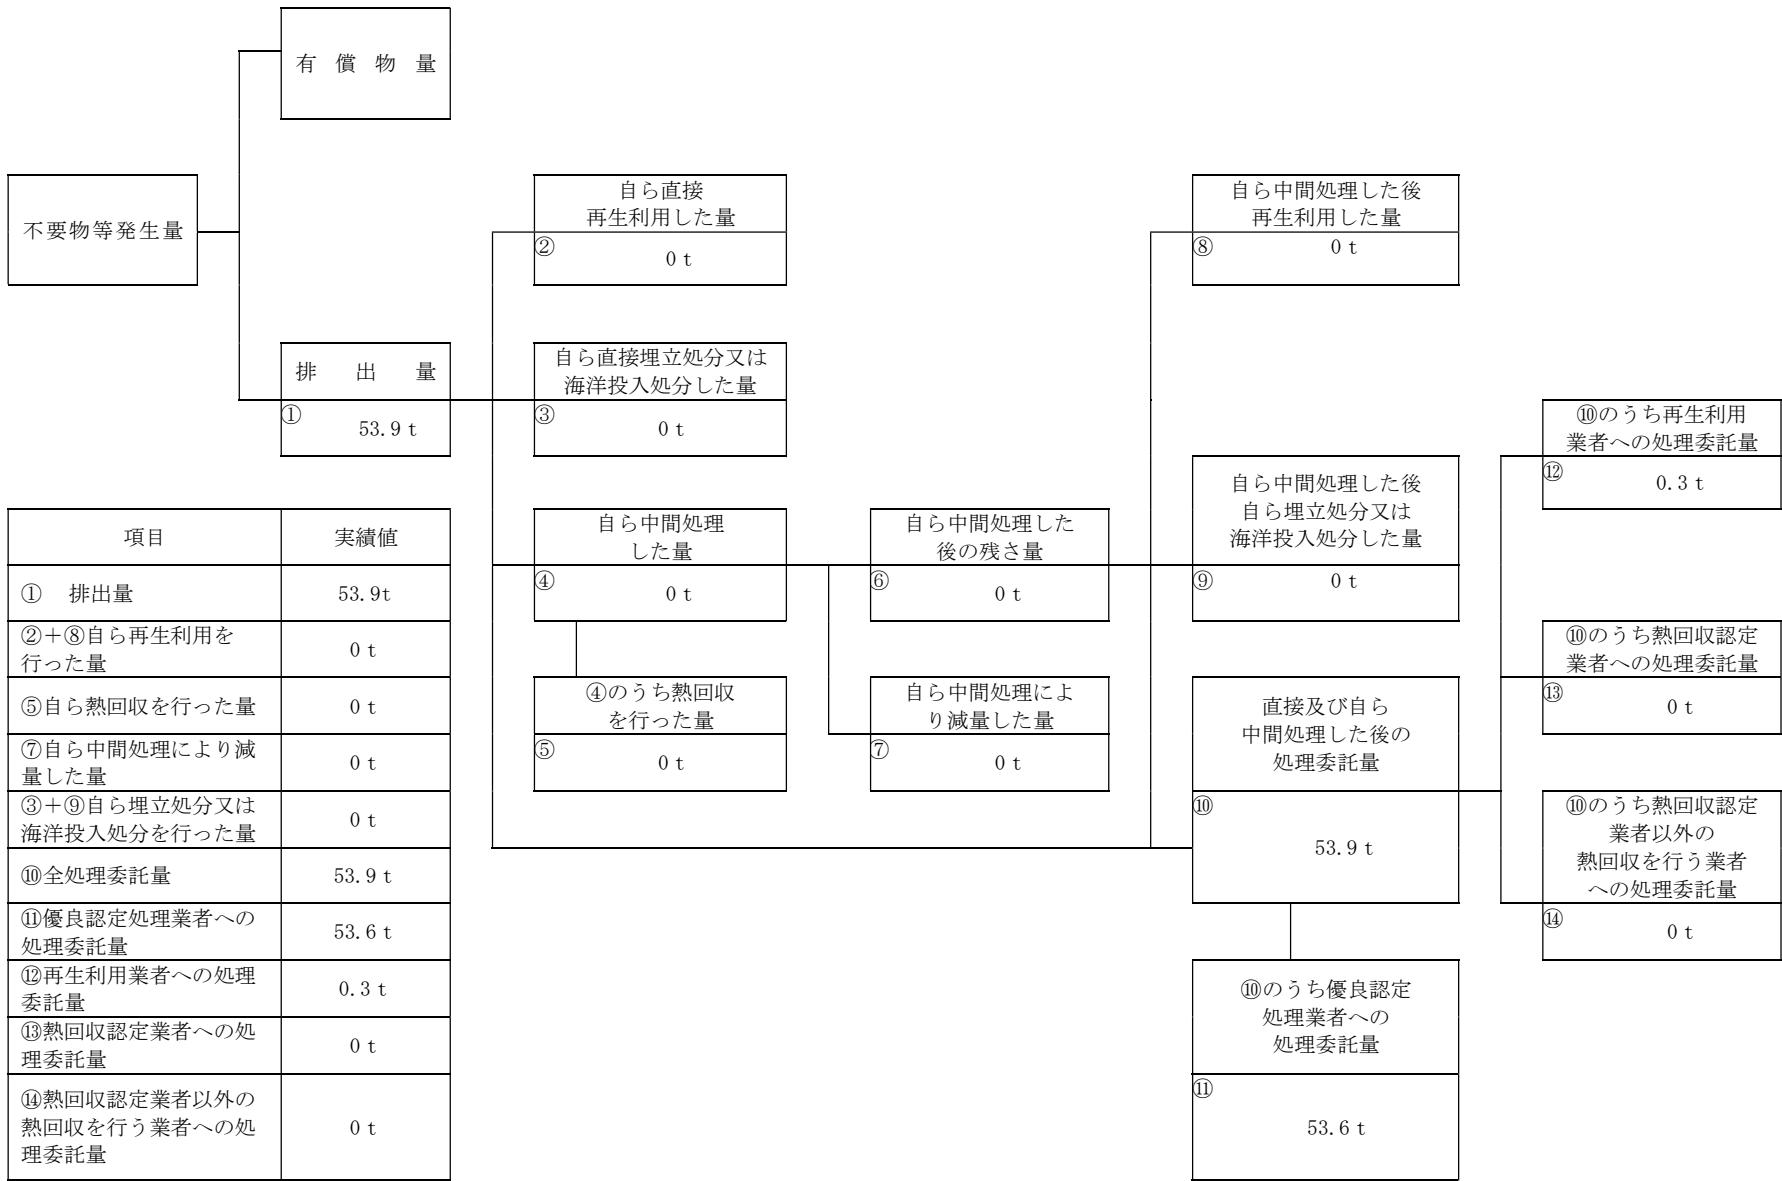 有償物量
不要物等発生量
自ら直接
再生利用した量
② 0 t
自ら中間処理した後
再生利用した量
⑧ 0 t
排出量
① 53.9 t
自ら直接埋立処分又は
海洋投入処分した量
③ 0 t
⑩のうち再生利用
業者への処理委託量
⑫ 0.3 t
自ら中間処理した後
自ら埋立処分又は
海洋投入処分した量
⑨ 0 t
自ら中間処理
した量
④ 0 t
自ら中間処理した
後の残さ量
⑥ 0 t
⑩のうち熱回収認定
業者への処理委託量
⑬ 0 t
④のうち熱回収
を行った量
⑤ 0 t
自ら中間処理によ
り減量した量
⑦ 0 t
直接及び自ら
中間処理した後の
処理委託量
⑩ 53.9 t
⑩のうち熱回収認定
業者以外の
熱回収を行う業者
への処理委託量
⑭ 0 t
⑩のうち優良認定
処理業者への
処理委託量
⑪ 53.6 t
項目 実績値
① 排出量 53.9t
②+⑧自ら再生利用を
行った量 0 t
⑤自ら熱回収を行った量 0 t
⑦自ら中間処理により減
量した量 0 t
③+⑨自ら埋立処分又は
海洋投入処分を行った量 0 t
⑩全処理委託量 53.9 t
⑪優良認定処理業者への
処理委託量 53.6 t
⑫再生利用業者への処理
委託量 0.3 t
⑬熱回収認定業者への処
理委託量 0 t
⑭熱回収認定業者以外の
熱回収を行う業者への処
理委託量 0 t